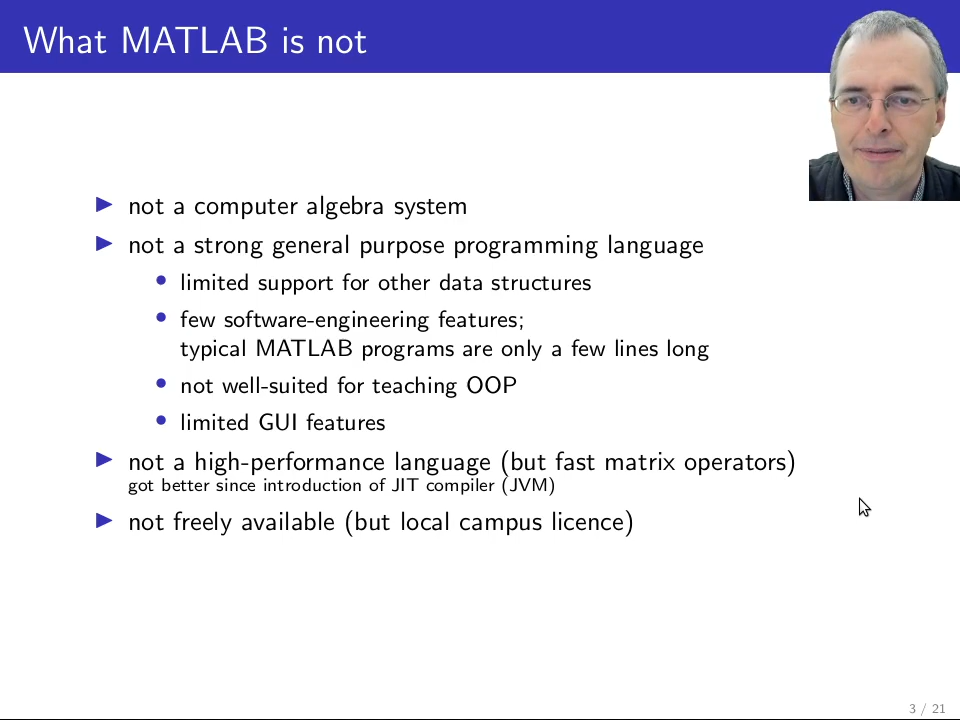 What MATLAB is not
not a computer algebra system
not a strong general purpose programming language
limited support for other data structures
few software-engineering features;
typical MATLAB programs are only a few lines long
not well-suited for teaching OOP
limited GUI features
not a high-performance language (but fast matrix operators)
got better since introduction of JIT compiler (JVM)
not freely available (but local campus licence)
3 / 21